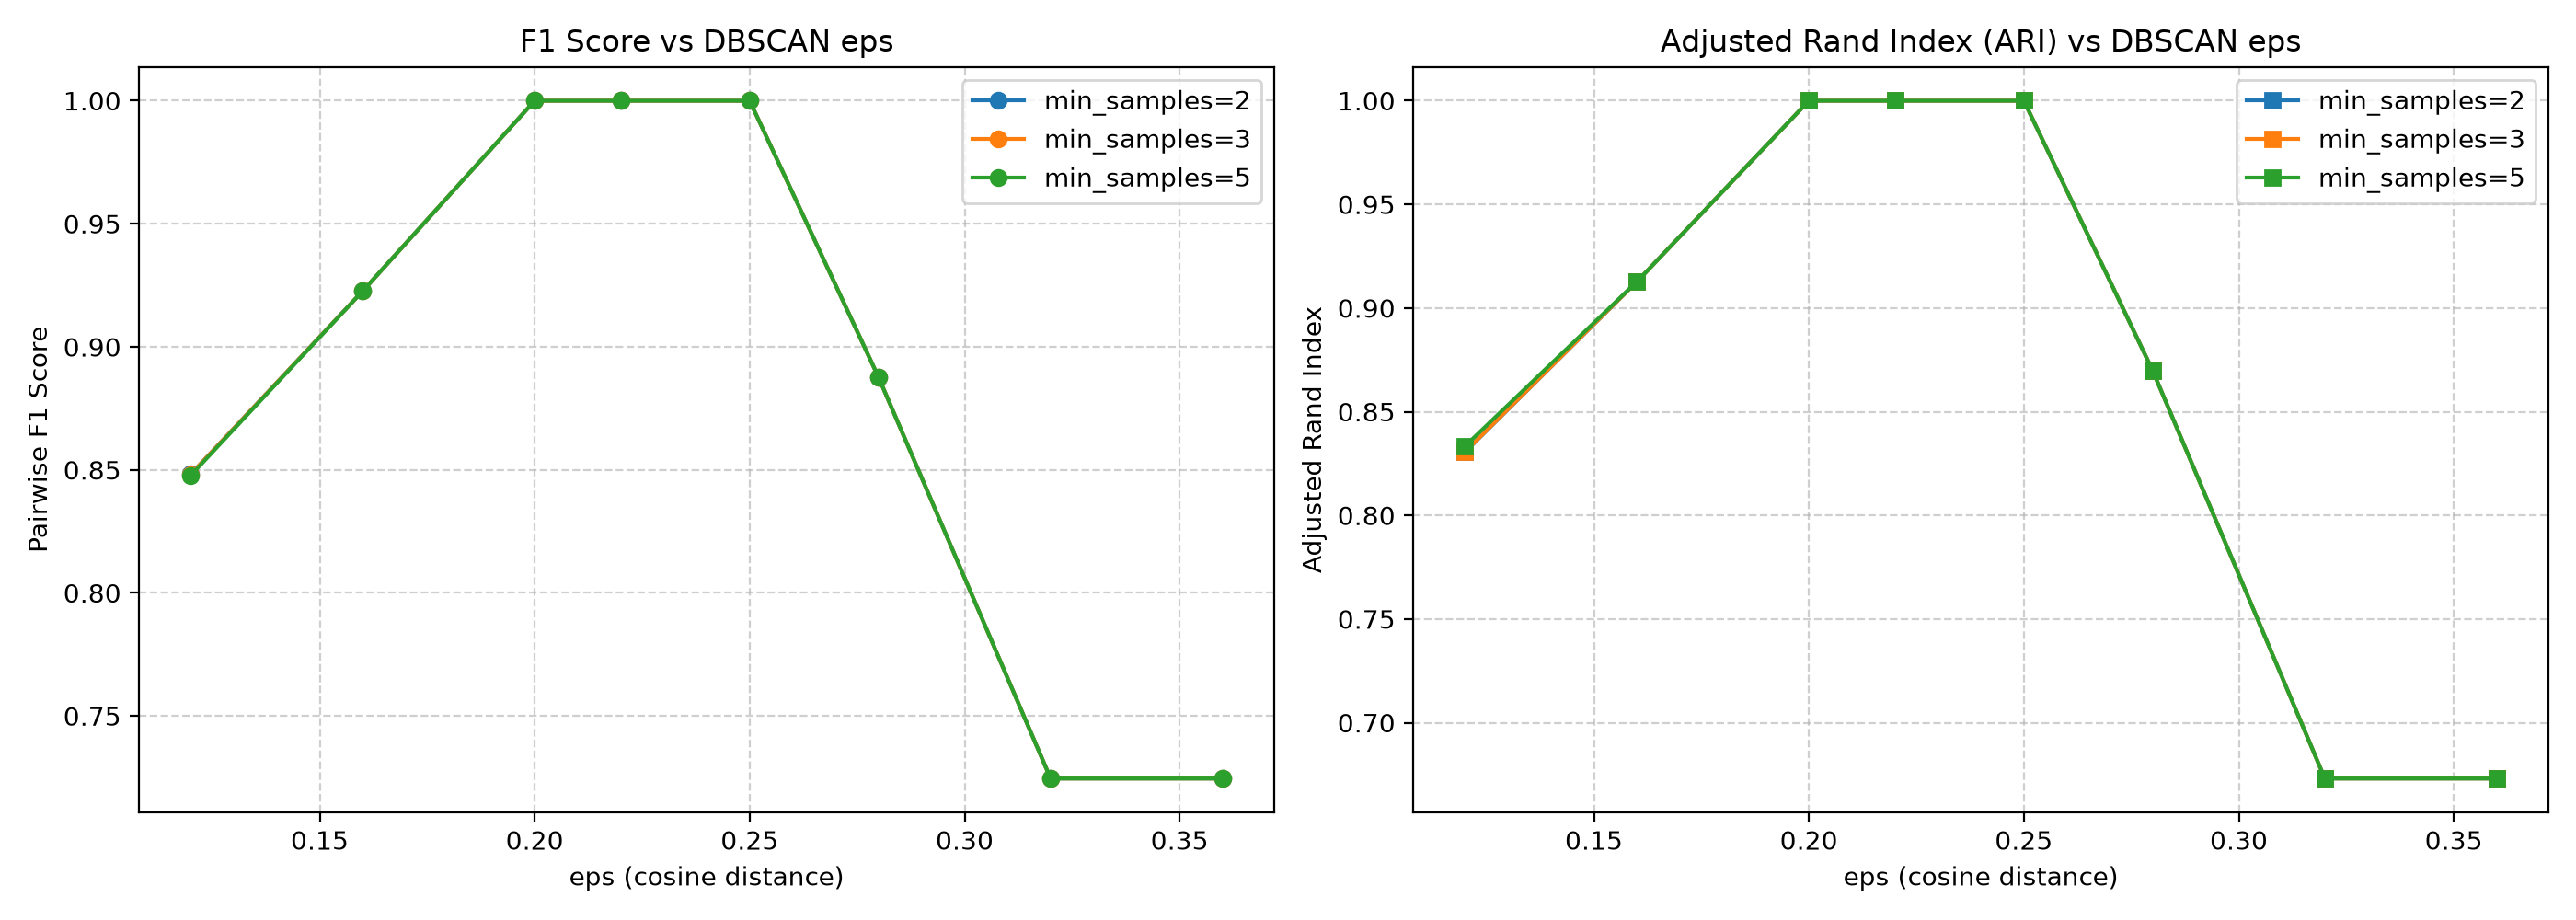 F1 Score vs DBSCAN eps
1.00
0.95
0.90
0.85
0.80
0.75
Pairwise F1 Score
min_samples=2
min_samples=3
min_samples=5
0.15 0.20 0.25 0.30 0.35
eps (cosine distance)
Adjusted Rand Index (ARI) vs DBSCAN eps
1.00
0.95
0.90
0.85
0.80
0.75
0.70
Adjusted Rand Index
min_samples=2
min_samples=3
min_samples=5
0.15 0.20 0.25 0.30 0.35
eps (cosine distance)